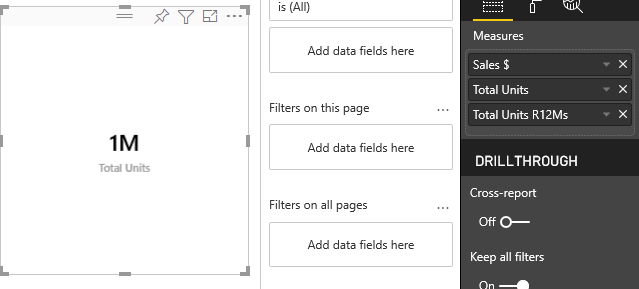 1M
Total Units
is (All)
Add data fields here
Filters on this page
...
Add data fields here
Filters on all pages
...
Add data fields here
Measures
Sales $
Total Units
Total Units R12Ms
DRILLTHROUGH
Cross-report
Off
Keep all filters
On